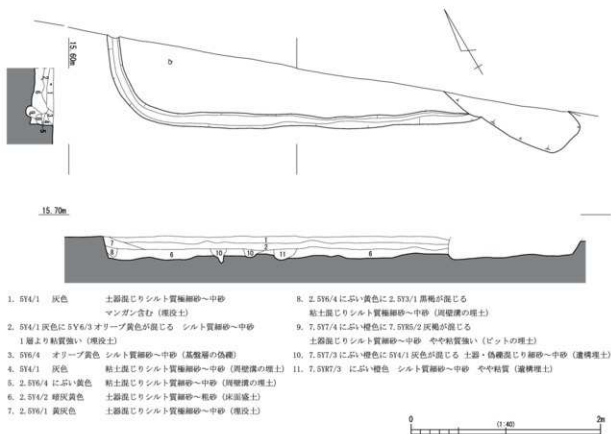 15.60m
15.70m
1
7
2
8
6
10
10
11
6
1. 5Y4/1 灰色 土器混じりシルト質極細砂～中砂
マンガン含む（埋没土）
2. 5Y4/1 灰色に 5Y6/3 オリーブ黄色が混じる シルト質細砂～中砂
1層より粘質強い（埋没土）
3. 5Y6/4 オリーブ黄色 シルト質細砂～中砂（基盤層の偽礫）
4. 5Y4/1 灰色 粘土混じりシルト質極細砂～中砂（周壁溝の埋土）
5. 2.5Y6/4 にぶい黄色 粘土混じりシルト質細砂～中砂（周壁溝の埋土）
6. 2.5Y4/2 暗灰黄色 土器混じりシルト質細砂～粗砂（床面盛土）
7. 2.5Y6/1 黄灰色 土器混じりシルト質極細砂～中砂（埋没土）
8. 2.5Y6/4 にぶい黄色に 2.5Y3/1 黒褐が混じる
粘土混じりシルト質極細砂～中砂（周壁溝の埋土）
9. 7.5Y7/4 にぶい橙色に 7.5YR5/2 灰褐が混じる
土器混じりシルト質細砂～中砂 やや粘質強い（ピットの埋土）
10. 7.5Y7/3 にぶい橙色に 5Y4/1 灰色が混じる 土器・偽礫混じり細砂～中砂（遺構埋土）
11. 7.5YR7/3 にぶい橙色 シルト質細砂～中砂 やや粘質（遺構埋土）
0
(1:40)
2m